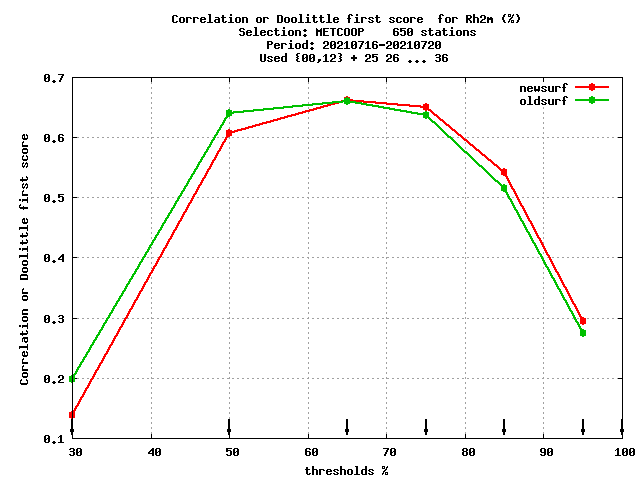 Correlation or Doolittle first score  for Rh2m (%)
Selection: METCOOP    650 stations
Period: 20210716-20210720
Used {00,12} + 25 26 ... 36
newsurf
oldsurf
Correlation or Doolittle first score
0.7
0.6
0.5
0.4
0.3
0.2
0.1
30 40 50 60 70 80 90 100
thresholds %